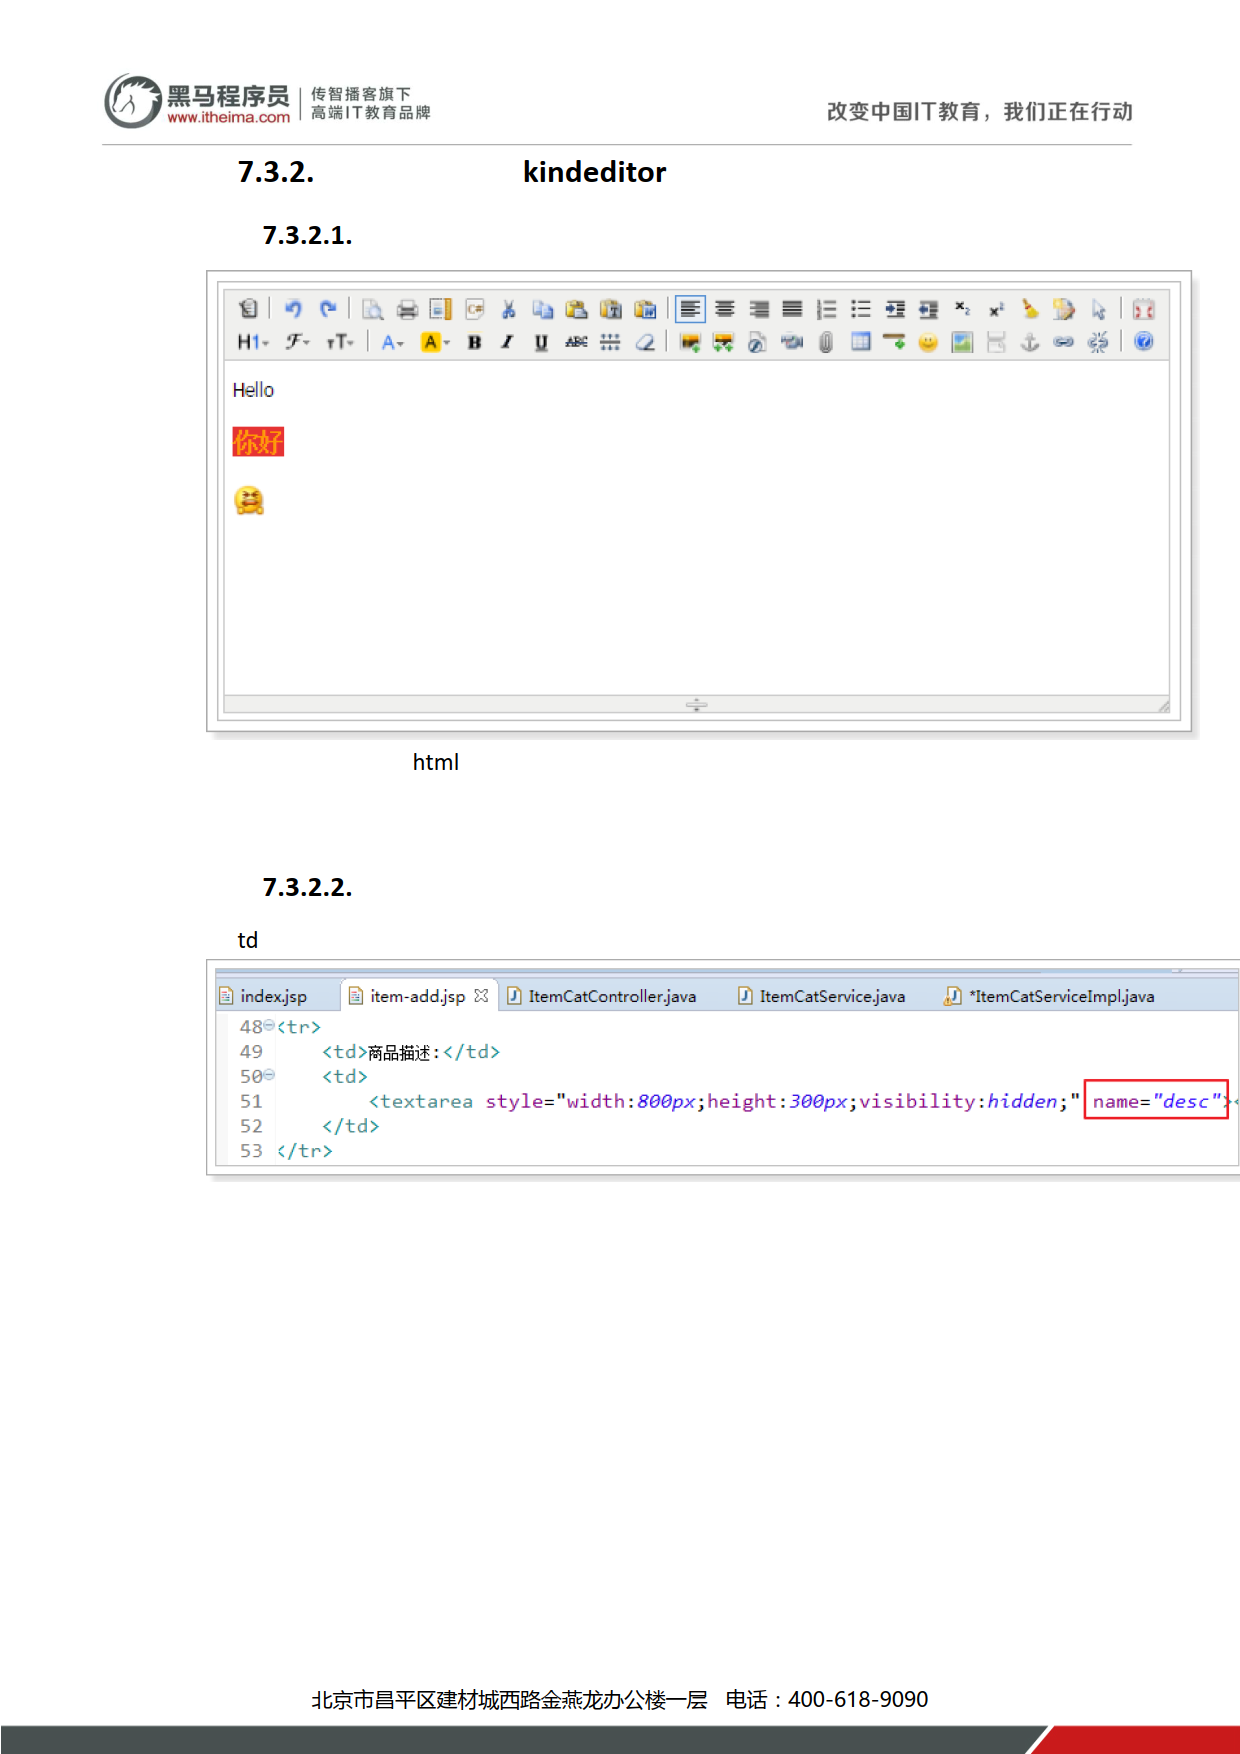 黑马程序员
www.itheima.com
传智播客旗下
高端IT教育品牌
改变中国IT教育，我们正在行动
7.3.2. kindeditor
7.3.2.1.
H1 F тT A A B I U ABC
Hello
你好
html
7.3.2.2.
td
index.jsp item-add.jsp ItemCatController.java ItemCatService.java *ItemCatServiceImpl.java
48 <tr>
49 <td>商品描述:</td>
50 <td>
51 <textarea style="width:800px;height:300px;visibility:hidden;" name="desc"><
52 </td>
53 </tr>
北京市昌平区建材城西路金燕龙办公楼一层 电话：400-618-9090